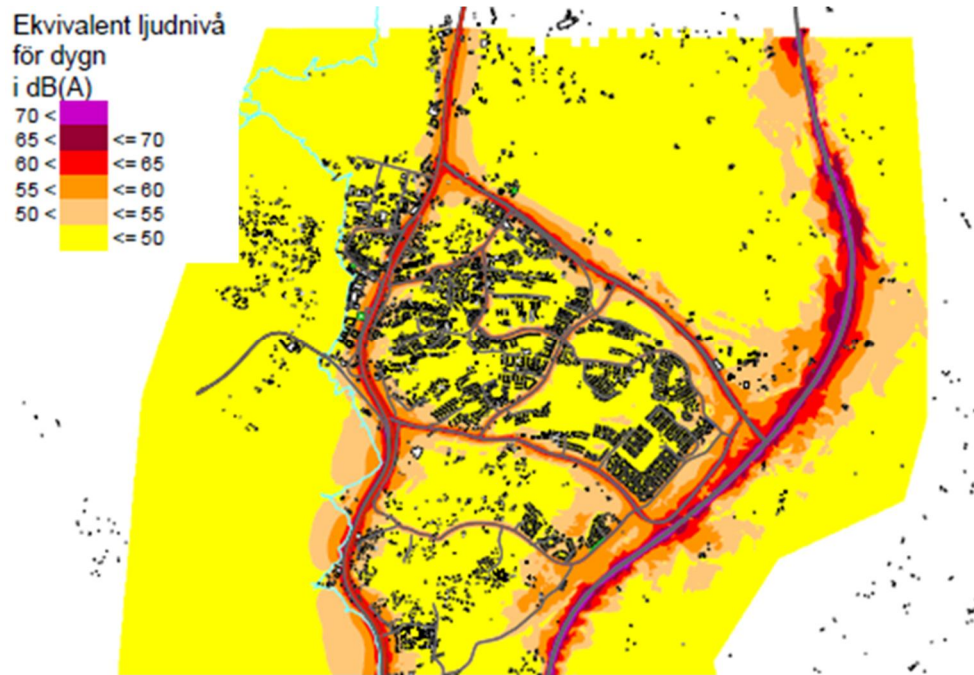 Ekvivalent ljudnivå
för dygn
i dB(A)
70 <
65 < <= 70
60 < <= 65
55 < <= 60
50 < <= 55
<= 50